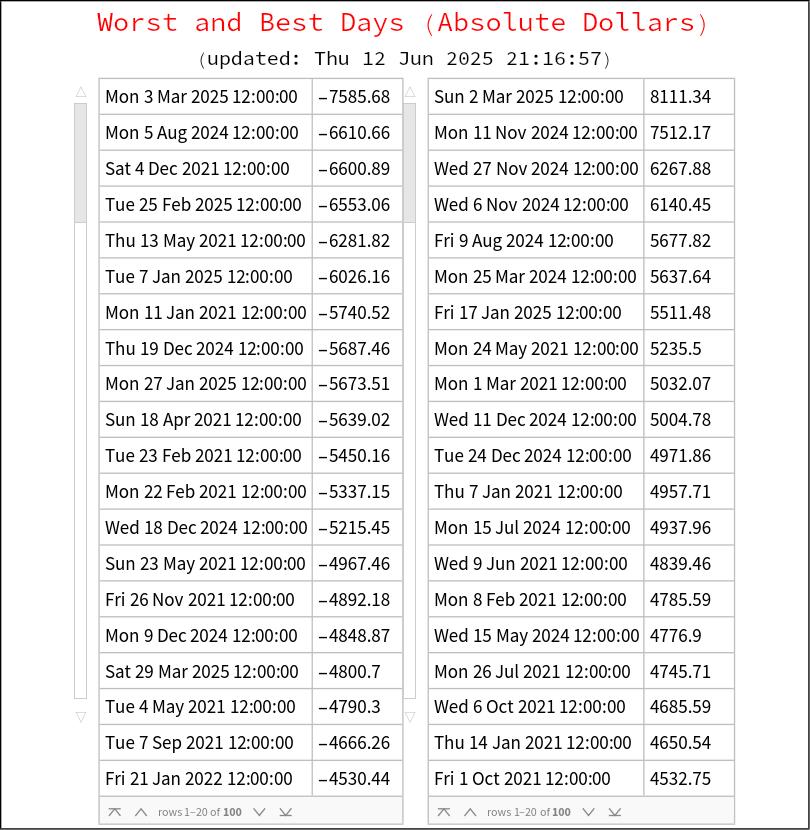 Worst and Best Days (Absolute Dollars)
(updated: Thu 12 Jun 2025 21:16:57)
Mon 3 Mar 2025 12:00:00 −7585.68 Sun 2 Mar 2025 12:00:00 8111.34
Mon 5 Aug 2024 12:00:00 −6610.66 Mon 11 Nov 2024 12:00:00 7512.17
Sat 4 Dec 2021 12:00:00 −6600.89 Wed 27 Nov 2024 12:00:00 6267.88
Tue 25 Feb 2025 12:00:00 −6553.06 Wed 6 Nov 2024 12:00:00 6140.45
Thu 13 May 2021 12:00:00 −6281.82 Fri 9 Aug 2024 12:00:00 5677.82
Tue 7 Jan 2025 12:00:00 −6026.16 Mon 25 Mar 2024 12:00:00 5637.64
Mon 11 Jan 2021 12:00:00 −5740.52 Fri 17 Jan 2025 12:00:00 5511.48
Thu 19 Dec 2024 12:00:00 −5687.46 Mon 24 May 2021 12:00:00 5235.5
Mon 27 Jan 2025 12:00:00 −5673.51 Mon 1 Mar 2021 12:00:00 5032.07
Sun 18 Apr 2021 12:00:00 −5639.02 Wed 11 Dec 2024 12:00:00 5004.78
Tue 23 Feb 2021 12:00:00 −5450.16 Tue 24 Dec 2024 12:00:00 4971.86
Mon 22 Feb 2021 12:00:00 −5337.15 Thu 7 Jan 2021 12:00:00 4957.71
Wed 18 Dec 2024 12:00:00 −5215.45 Mon 15 Jul 2024 12:00:00 4937.96
Sun 23 May 2021 12:00:00 −4967.46 Wed 9 Jun 2021 12:00:00 4839.46
Fri 26 Nov 2021 12:00:00 −4892.18 Mon 8 Feb 2021 12:00:00 4785.59
Mon 9 Dec 2024 12:00:00 −4848.87 Wed 15 May 2024 12:00:00 4776.9
Sat 29 Mar 2025 12:00:00 −4800.7 Mon 26 Jul 2021 12:00:00 4745.71
Tue 4 May 2021 12:00:00 −4790.3 Wed 6 Oct 2021 12:00:00 4685.59
Tue 7 Sep 2021 12:00:00 −4666.26 Thu 14 Jan 2021 12:00:00 4650.54
Fri 21 Jan 2022 12:00:00 −4530.44 Fri 1 Oct 2021 12:00:00 4532.75
rows 1–20 of 100 rows 1–20 of 100